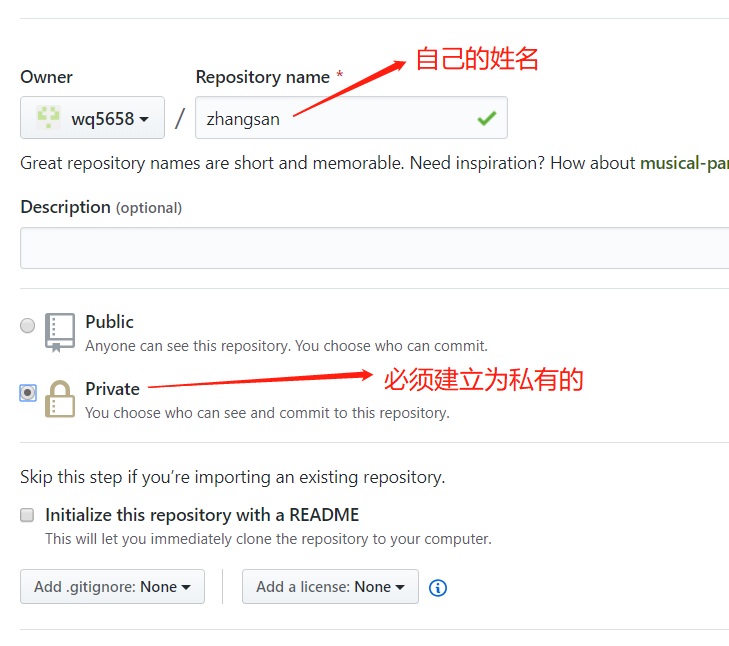 自己的姓名
Owner
Repository name *
wq5658 / zhangsan
Great repository names are short and memorable. Need inspiration? How about musical-par
Description (optional)
Public
Anyone can see this repository. You choose who can commit.
Private
必须建立为私有的
You choose who can see and commit to this repository.
Skip this step if you’re importing an existing repository.
Initialize this repository with a README
This will let you immediately clone the repository to your computer.
Add .gitignore: None
Add a license: None